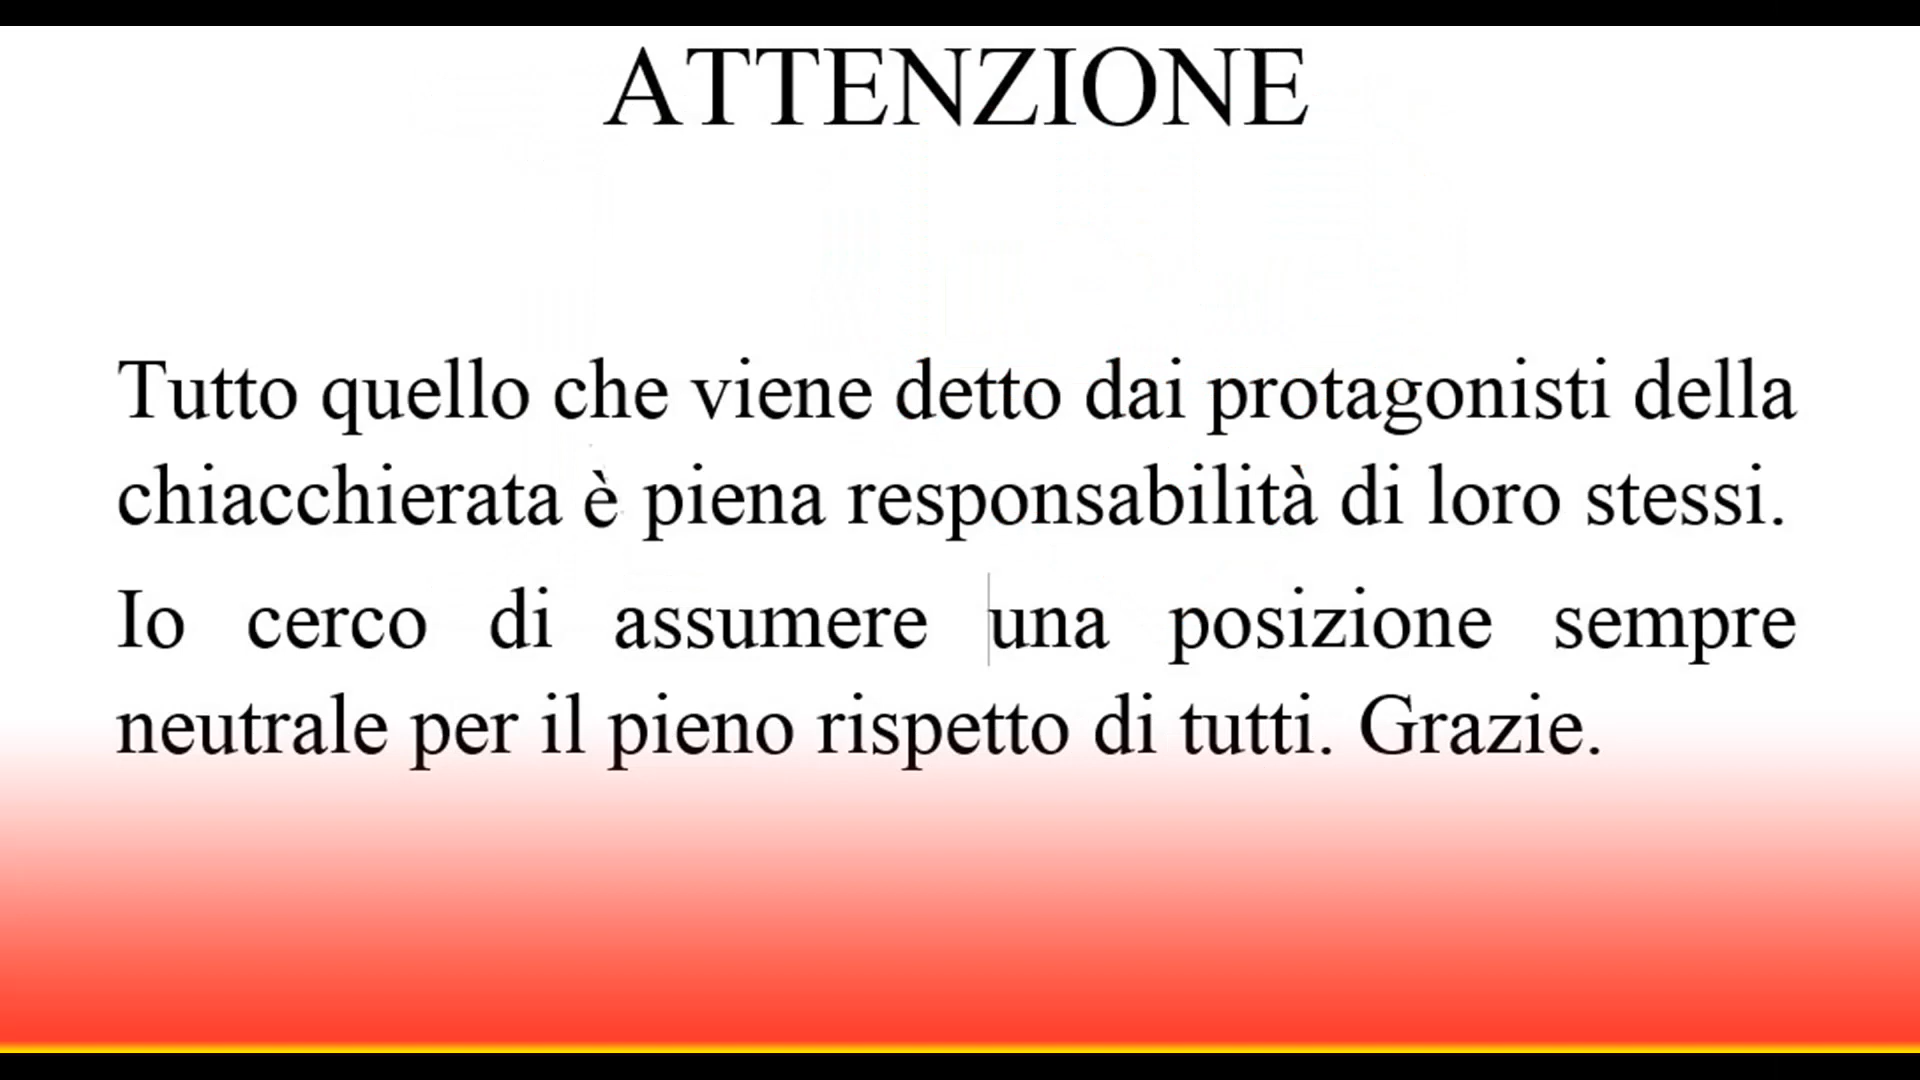 ATTENZIONE
Tutto quello che viene detto dai protagonisti della
chiacchierata è piena responsabilità di loro stessi.
Io cerco di assumere una posizione sempre
neutrale per il pieno rispetto di tutti. Grazie.